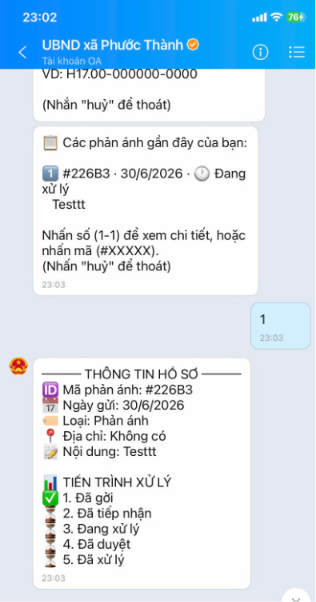 23:02
76
UBND xã Phước Thành
Tài khoản OA
VD: H17.00-000000-0000
(Nhắn "huỷ" để thoát)
Các phản ánh gần đây của bạn:
1 #226B3 · 30/6/2026 · Đang
xử lý
Testtt
Nhấn số (1-1) để xem chi tiết, hoặc
nhấn mã (#XXXXX).
(Nhấn "huỷ" để thoát)
23:03
1
23:03
——— THÔNG TIN HỒ SƠ ———
ID Mã phản ánh: #226B3
17 Ngày gửi: 30/6/2026
Loại: Phản ánh
Địa chỉ: Không có
Nội dung: Testtt
TIẾN TRÌNH XỬ LÝ
1. Đã gởi
2. Đã tiếp nhận
3. Đang xử lý
4. Đã duyệt
5. Đã xử lý
23:03